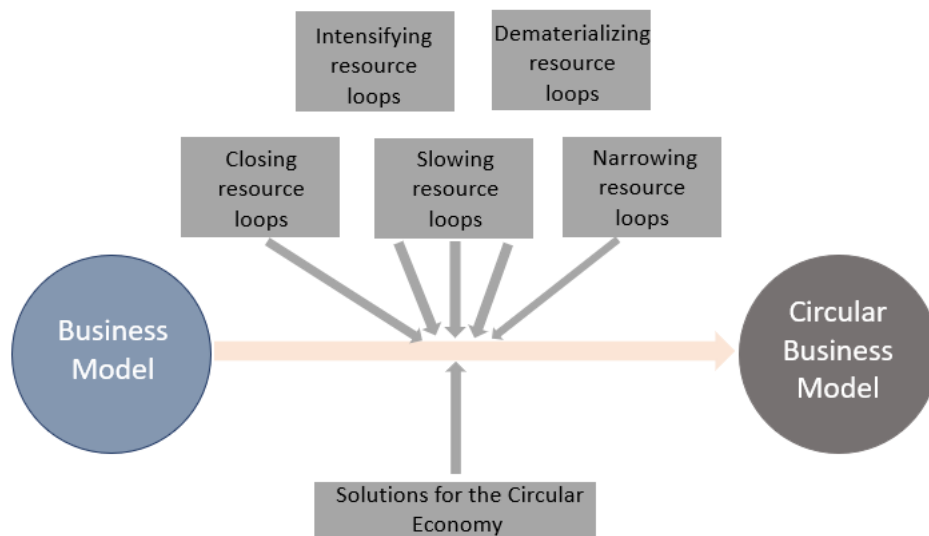 Intensifying
resource
loops
Dematerializing
resource
loops
Closing
resource
loops
Slowing
resource
loops
Narrowing
resource
loops
Business
Model
Circular
Business
Model
Solutions for the Circular
Economy